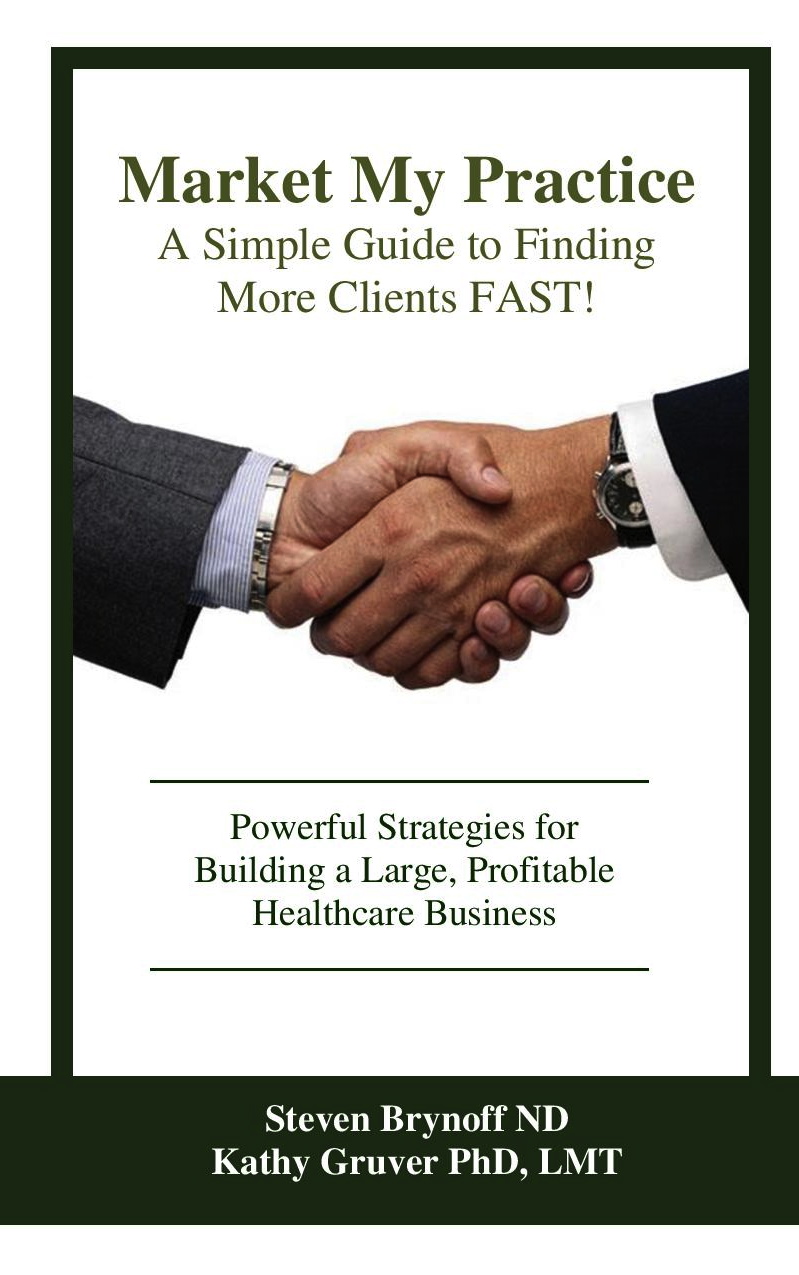 Market My Practice
A Simple Guide to Finding
More Clients FAST!
Powerful Strategies for
Building a Large, Profitable
Healthcare Business
Steven Brynoff ND
Kathy Gruver PhD, LMT